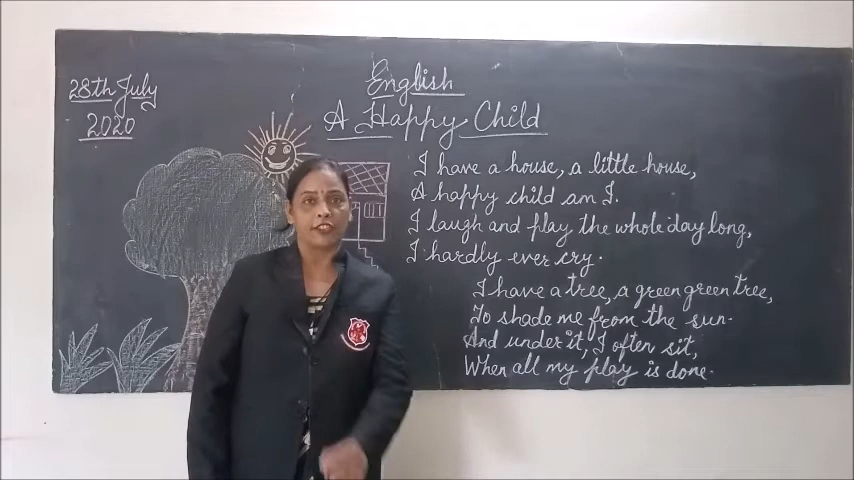 28th July
2020
English
A Happy Child
I have a house, a little house,
A happy child am I.
I laugh and play the whole day long,
I hardly ever cry.
I have a tree, a green green tree,
To shade me from the sun.
And under it, I often sit,
When all my play is done.